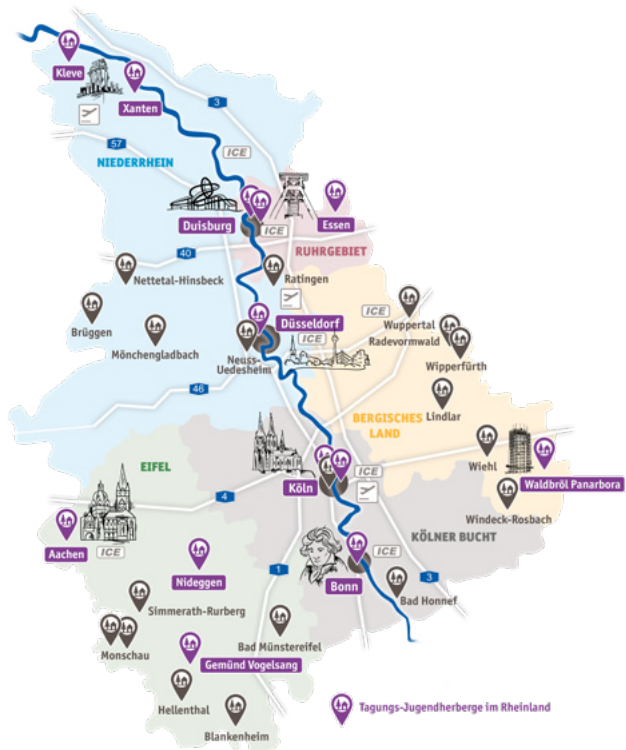 Kleve
Xanten
3
57
ICE
NIEDERRHEIN
Duisburg
ICE
Essen
RUHRGEBIET
40
Nettetal-Hinsbeck
Ratingen
Brüggen
Mönchengladbach
Düsseldorf
ICE
ICE
Wuppertal
Radevormwald
Neuss-
Uedesheim
Wipperfürth
46
Lindlar
BERGISCHES
LAND
EIFEL
Wiehl
Köln
ICE
Waldbröl Panarbora
4
Windeck-Rosbach
KÖLNER BUCHT
Aachen
ICE
Nideggen
ICE
Bonn
1
3
Bad Honnef
Simmerath-Rurberg
Monschau
Bad Münstereifel
Gemünd Vogelsang
Hellenthal
Blankenheim
Tagungs-Jugendherberge im Rheinland